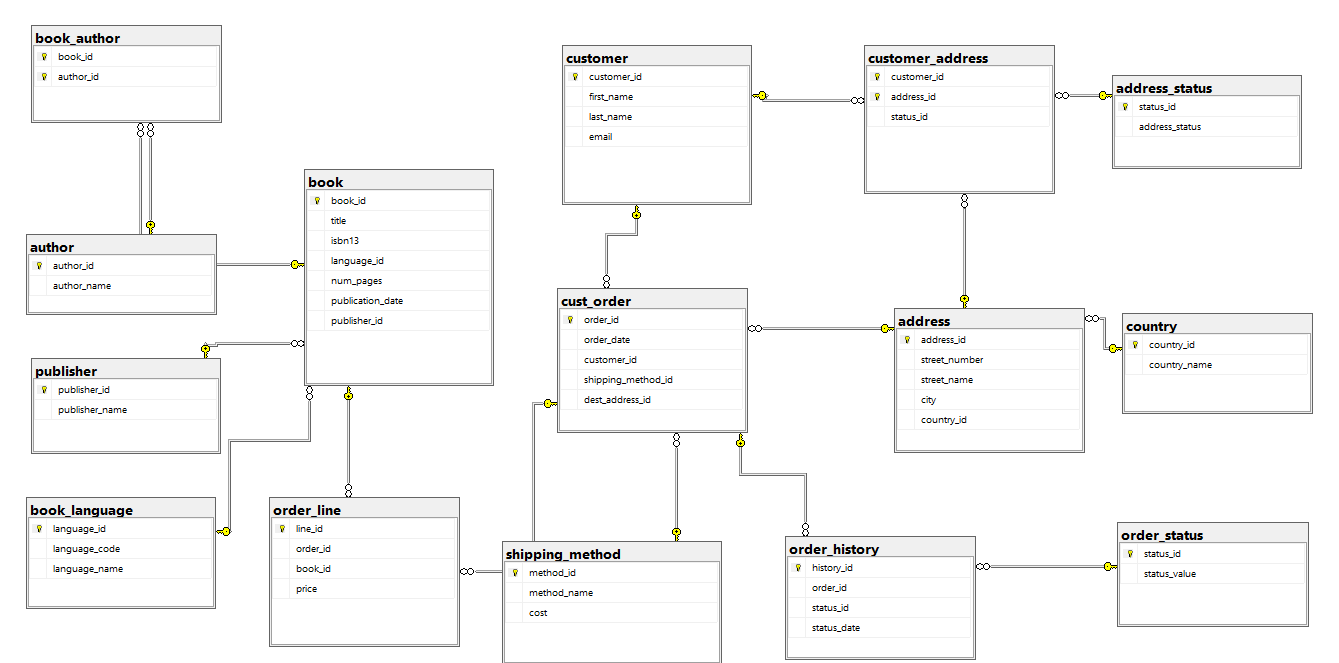 book_author
book_id
author_id
customer
customer_id
first_name
last_name
email
customer_address
customer_id
address_id
status_id
address_status
status_id
address_status
book
book_id
title
isbn13
language_id
num_pages
publication_date
publisher_id
author
author_id
author_name
cust_order
order_id
order_date
customer_id
shipping_method_id
dest_address_id
address
address_id
street_number
street_name
city
country_id
country
country_id
country_name
publisher
publisher_id
publisher_name
book_language
language_id
language_code
language_name
order_line
line_id
order_id
book_id
price
shipping_method
method_id
method_name
cost
order_history
history_id
order_id
status_id
status_date
order_status
status_id
status_value